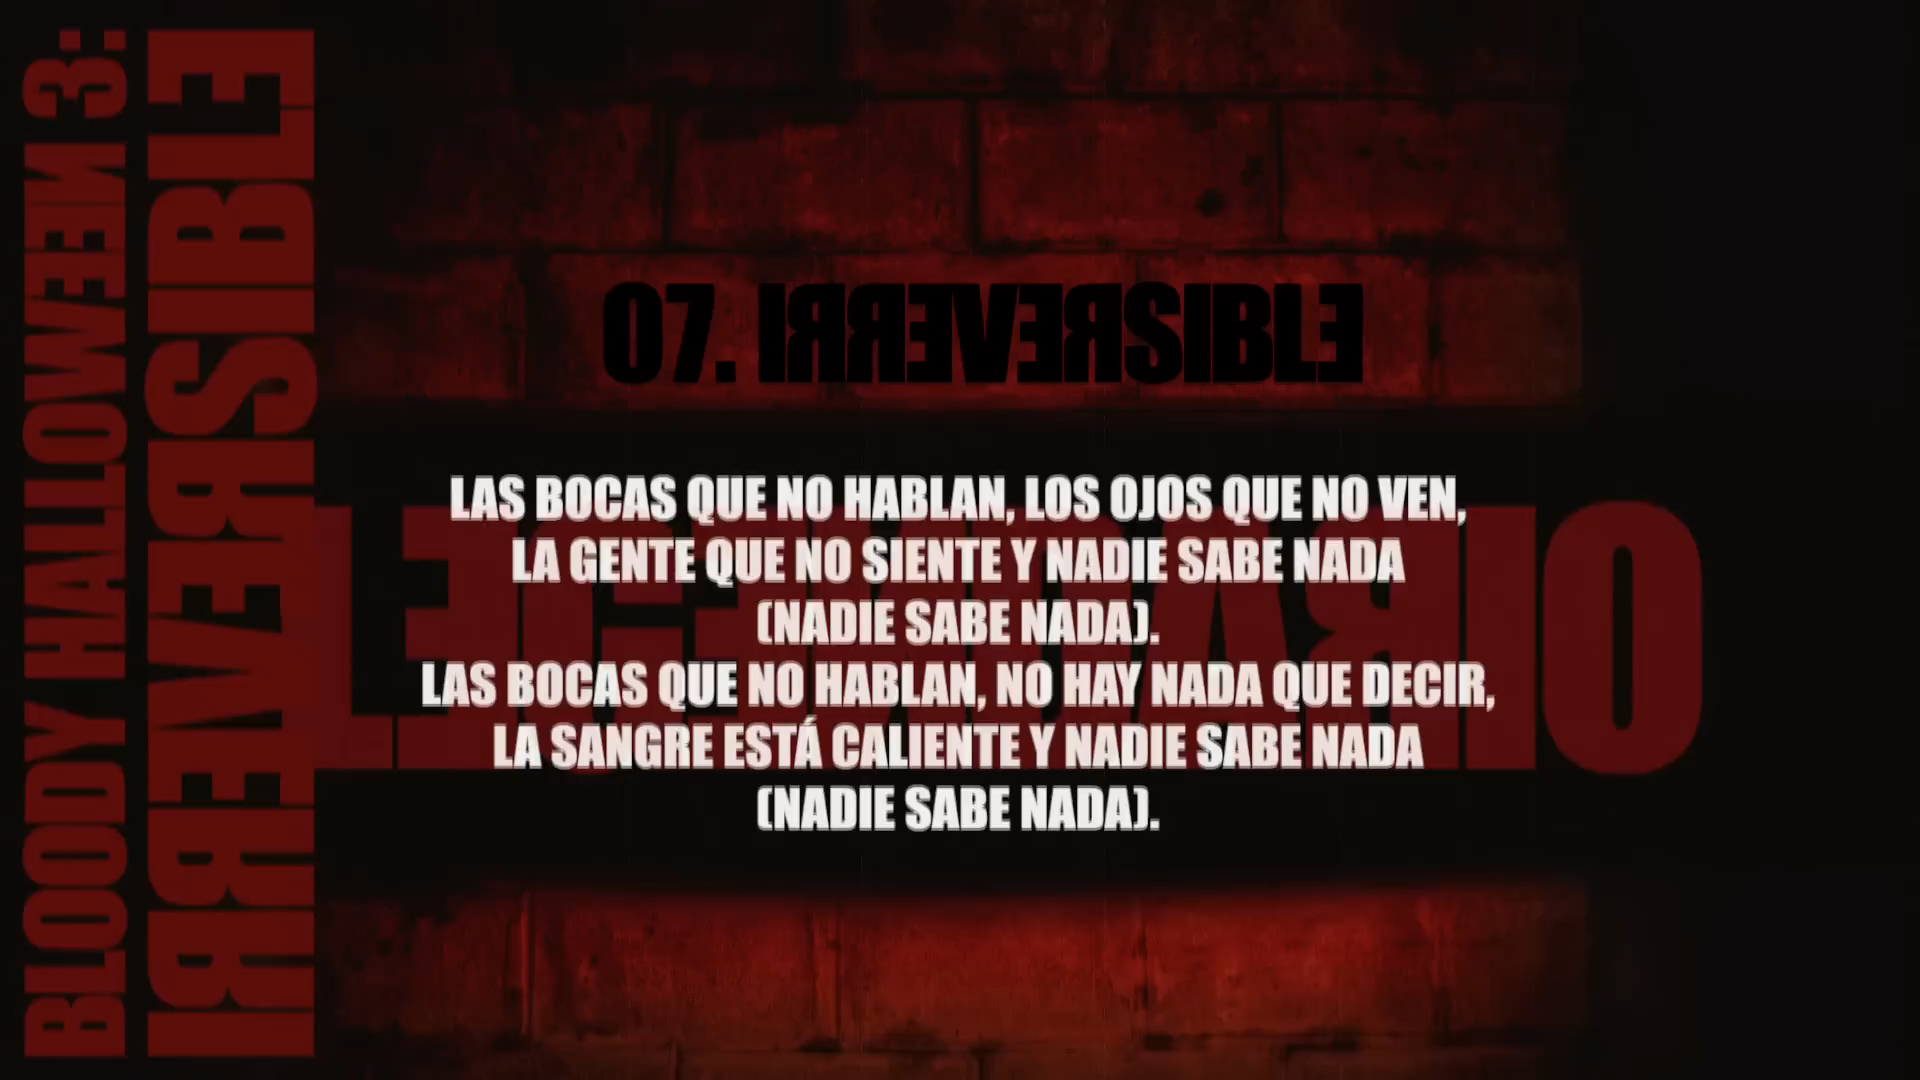 BLOODY HALLOWEEN 3:
IRREVERSIBLE
07. IRREVERSIBLE
LEGENDARIO
LAS BOCAS QUE NO HABLAN, LOS OJOS QUE NO VEN,
LA GENTE QUE NO SIENTE Y NADIE SABE NADA
(NADIE SABE NADA).
LAS BOCAS QUE NO HABLAN, NO HAY NADA QUE DECIR,
LA SANGRE ESTÁ CALIENTE Y NADIE SABE NADA
(NADIE SABE NADA).